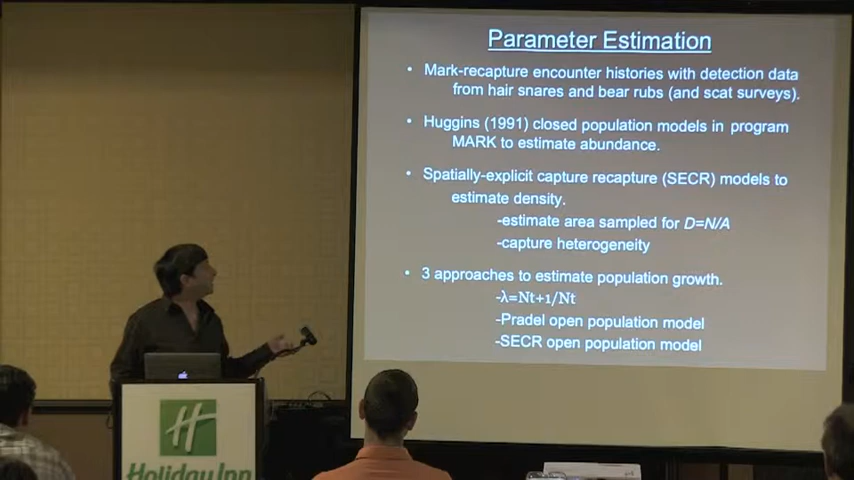 Parameter Estimation
• Mark-recapture encounter histories with detection data
from hair snares and bear rubs (and scat surveys).
• Huggins (1991) closed population models in program
MARK to estimate abundance.
• Spatially-explicit capture recapture (SECR) models to
estimate density.
-estimate area sampled for D=N/A
-capture heterogeneity
• 3 approaches to estimate population growth.
-λ=Nt+1/Nt
-Pradel open population model
-SECR open population model
H
Holiday Inn